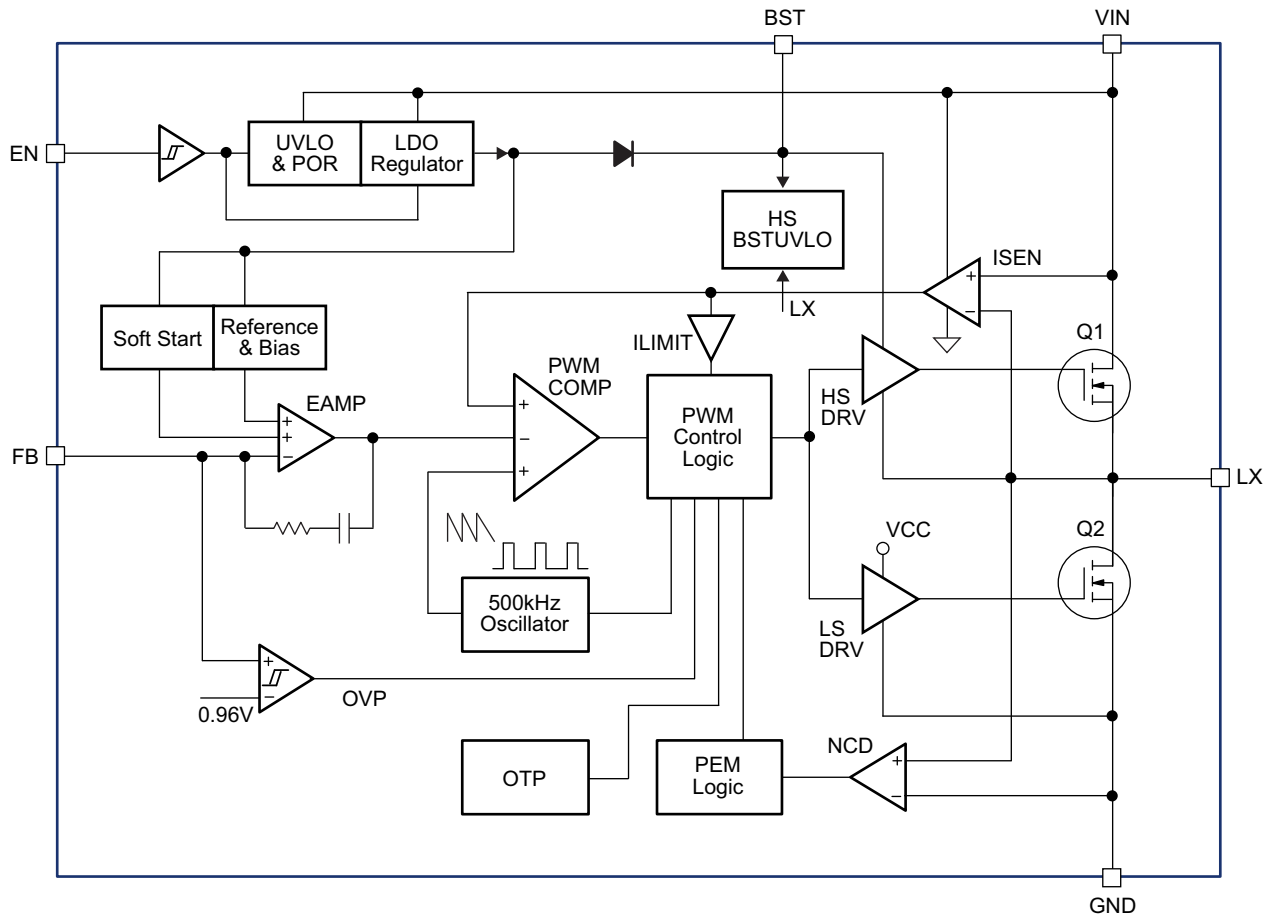 BST
VIN
EN
UVLO
& POR
LDO
Regulator
HS
BSTUVLO
ISEN
+
−
LX
Soft Start
Reference
& Bias
ILIMIT
Q1
PWM
COMP
EAMP
+
+
−
+
−
+
PWM
Control
Logic
HS
DRV
FB
LX
VCC
Q2
500kHz
Oscillator
LS
DRV
+
−
0.96V
OVP
OTP
PEM
Logic
NCD
+
−
GND